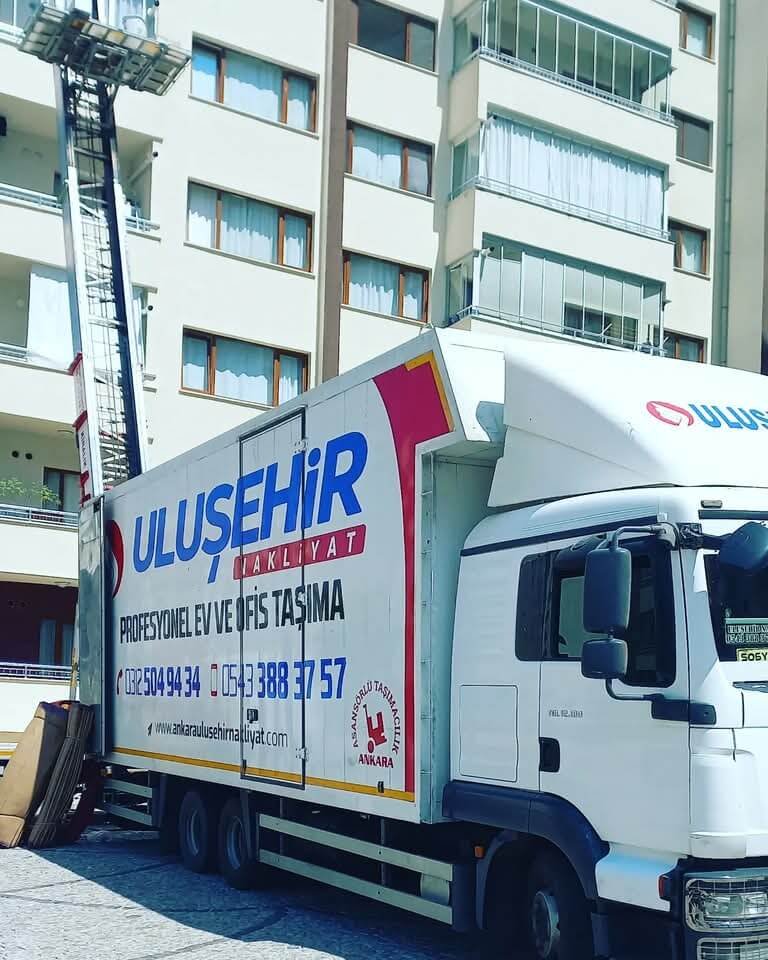 ULUŞEHİR
NAKLİYAT
PROFESYONEL EV VE OFİS TAŞIMA
0312 504 94 34 0543 388 37 57
www.ankaraulusehirnakliyat.com
ASANSÖRLÜ TAŞIMACILIK
ANKARA
ULUŞ